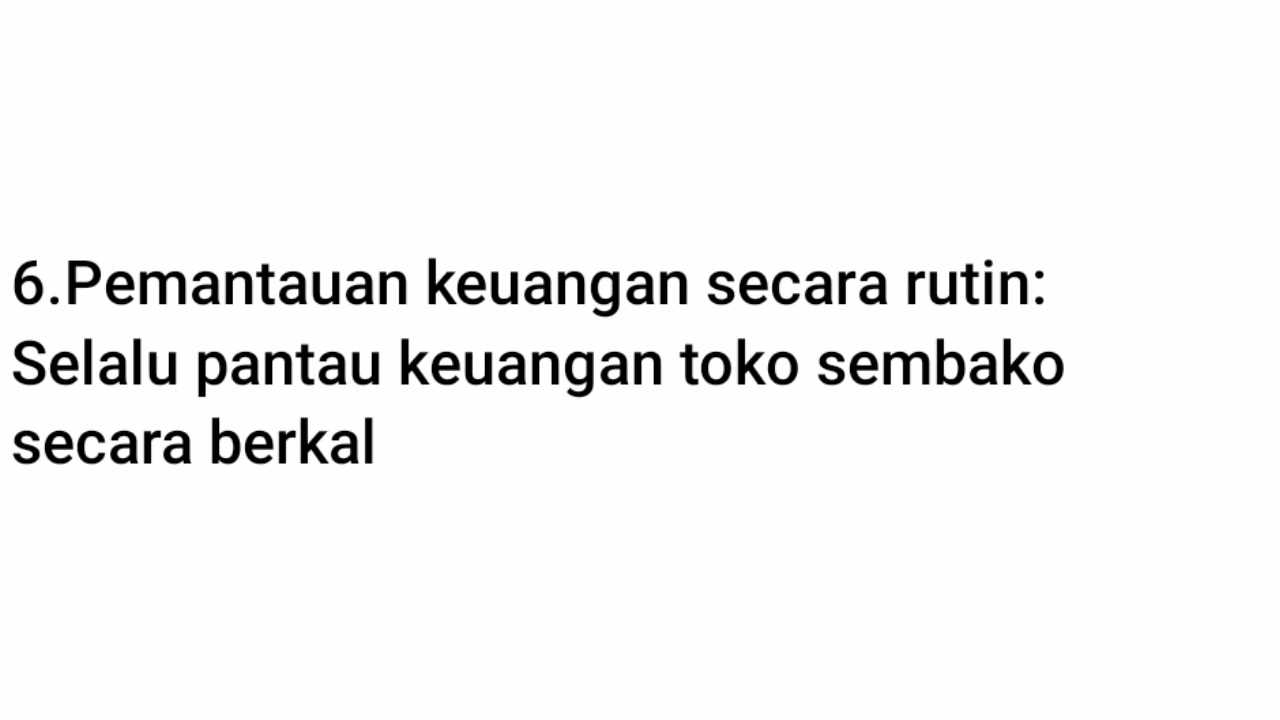 6.Pemantauan keuangan secara rutin:
Selalu pantau keuangan toko sembako
secara berkal